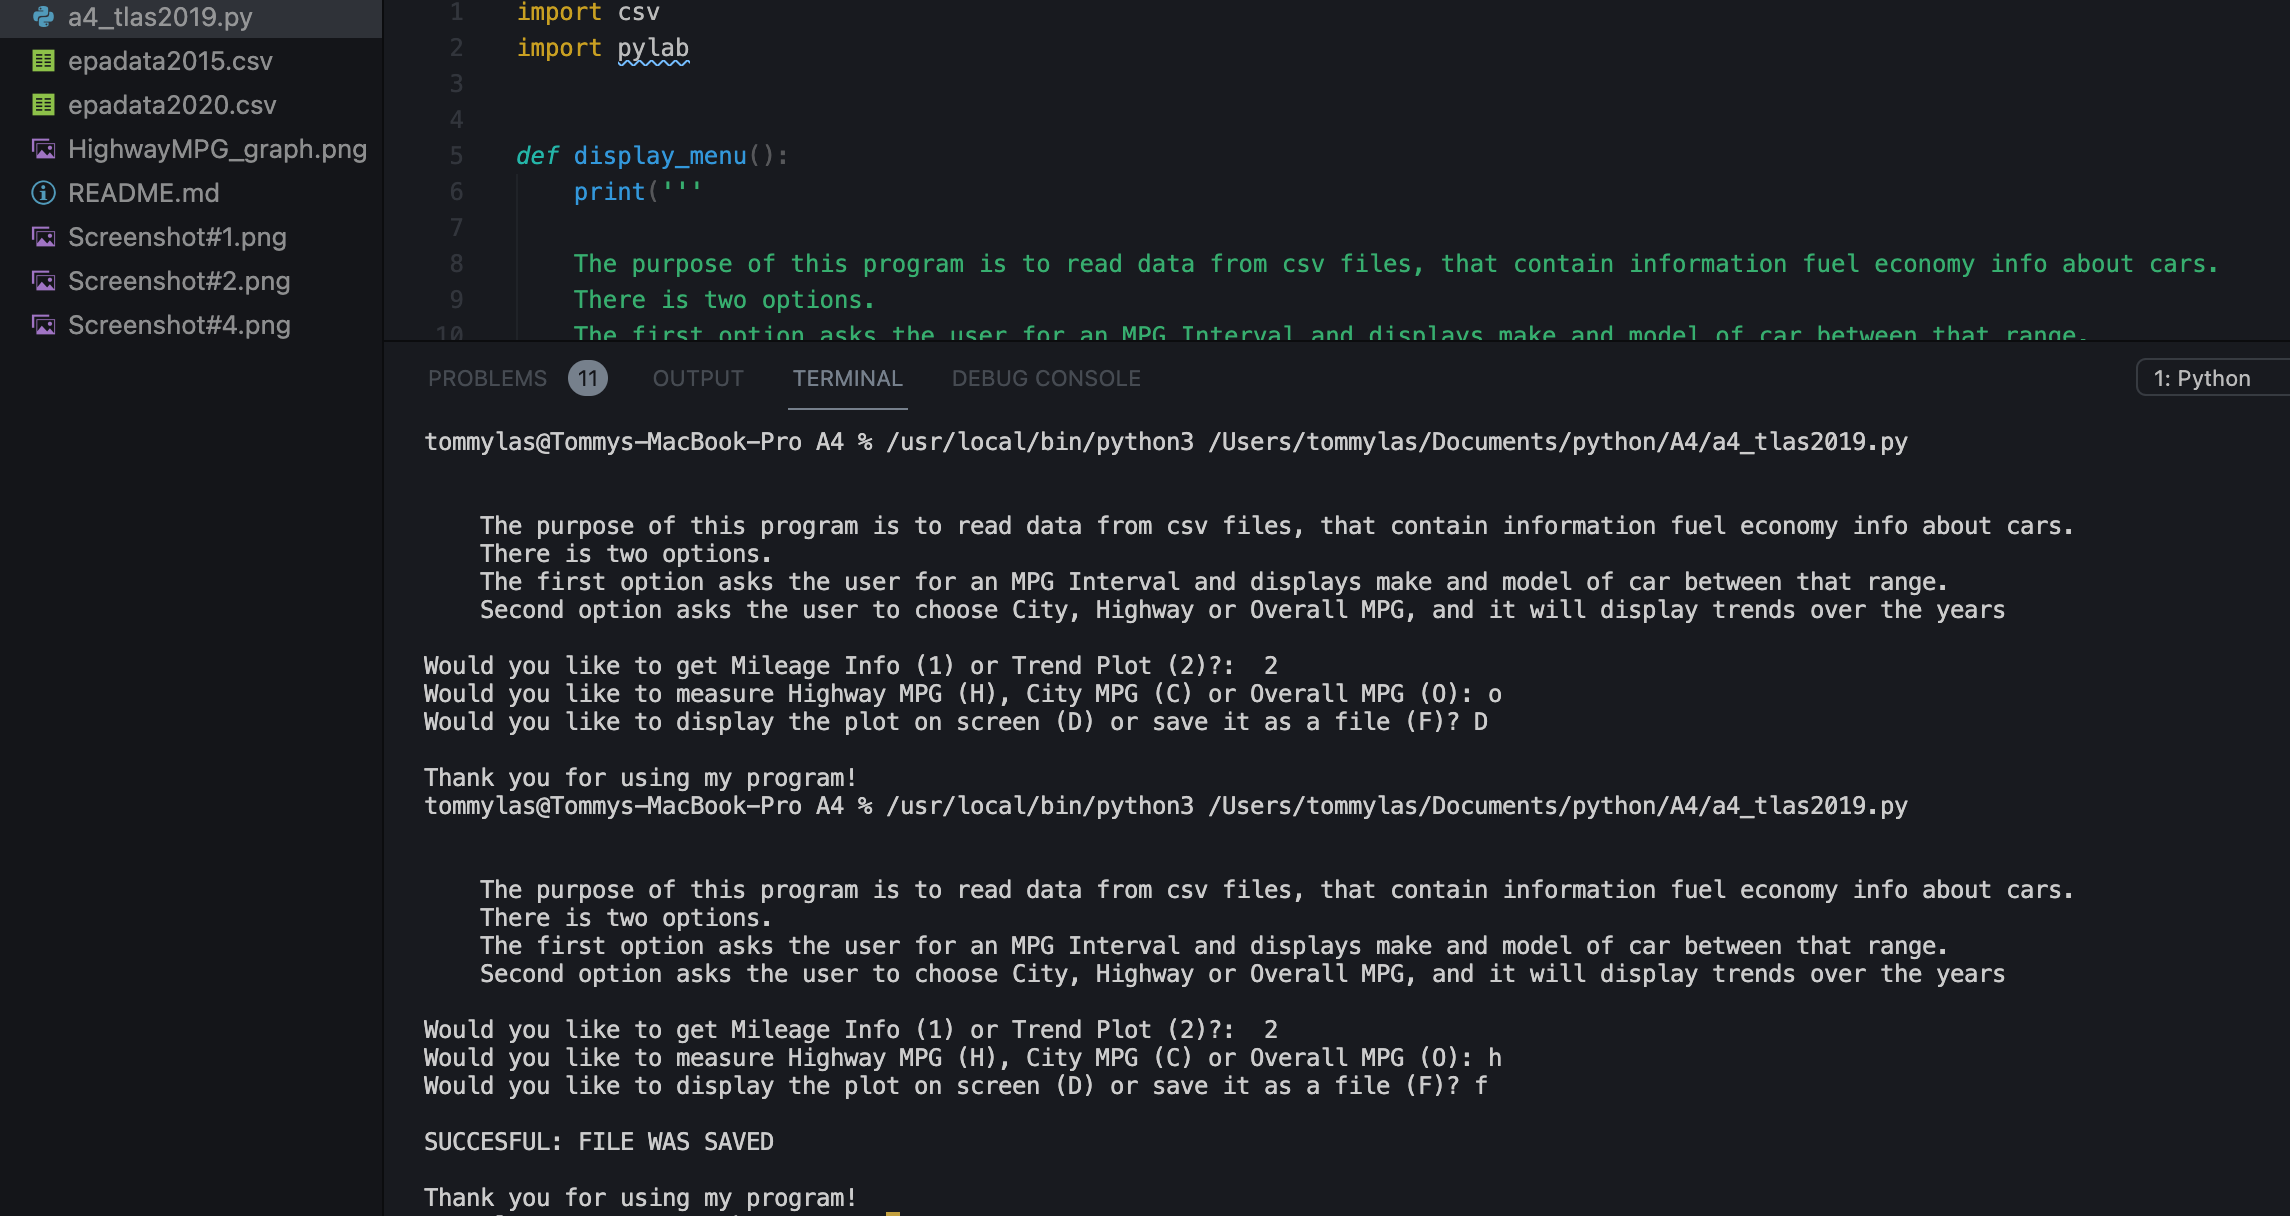 a4_tlas2019.py
epadata2015.csv
epadata2020.csv
HighwayMPG_graph.png
README.md
Screenshot#1.png
Screenshot#2.png
Screenshot#4.png
1 import csv
2 import pylab
3
4
5 def display_menu():
6 print('''
7
8 The purpose of this program is to read data from csv files, that contain information fuel economy info about cars.
9 There is two options.
10 The first option asks the user for an MPG Interval and displays make and model of car between that range.
PROBLEMS 11 OUTPUT TERMINAL DEBUG CONSOLE 1: Python
tommylas@Tommys-MacBook-Pro A4 % /usr/local/bin/python3 /Users/tommylas/Documents/python/A4/a4_tlas2019.py
The purpose of this program is to read data from csv files, that contain information fuel economy info about cars.
There is two options.
The first option asks the user for an MPG Interval and displays make and model of car between that range.
Second option asks the user to choose City, Highway or Overall MPG, and it will display trends over the years
Would you like to get Mileage Info (1) or Trend Plot (2)?:  2
Would you like to measure Highway MPG (H), City MPG (C) or Overall MPG (O): o
Would you like to display the plot on screen (D) or save it as a file (F)? D
Thank you for using my program!
tommylas@Tommys-MacBook-Pro A4 % /usr/local/bin/python3 /Users/tommylas/Documents/python/A4/a4_tlas2019.py
The purpose of this program is to read data from csv files, that contain information fuel economy info about cars.
There is two options.
The first option asks the user for an MPG Interval and displays make and model of car between that range.
Second option asks the user to choose City, Highway or Overall MPG, and it will display trends over the years
Would you like to get Mileage Info (1) or Trend Plot (2)?:  2
Would you like to measure Highway MPG (H), City MPG (C) or Overall MPG (O): h
Would you like to display the plot on screen (D) or save it as a file (F)? f
SUCCESFUL: FILE WAS SAVED
Thank you for using my program!